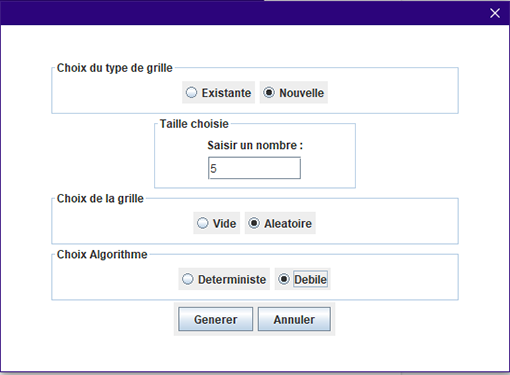 Choix du type de grille
Existante Nouvelle
Taille choisie
Saisir un nombre :
5
Choix de la grille
Vide Aleatoire
Choix Algorithme
Deterministe Debile
Generer Annuler